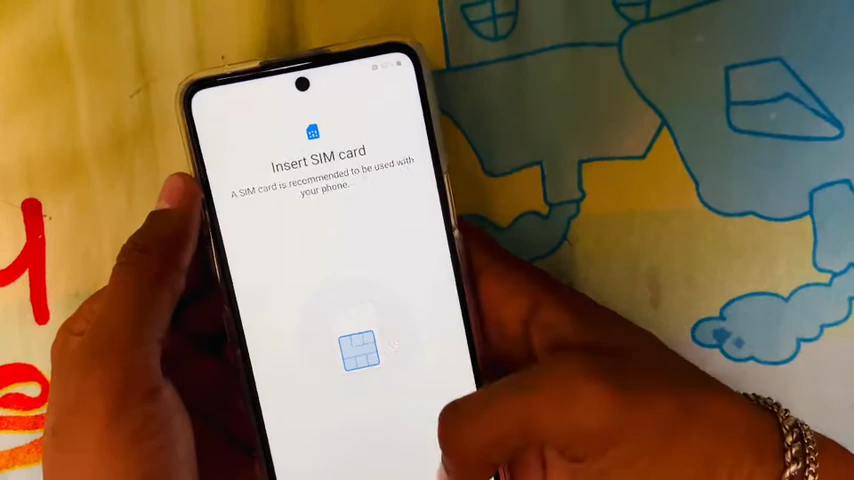 Insert SIM card
A SIM card is recommended to be used with
your phone.